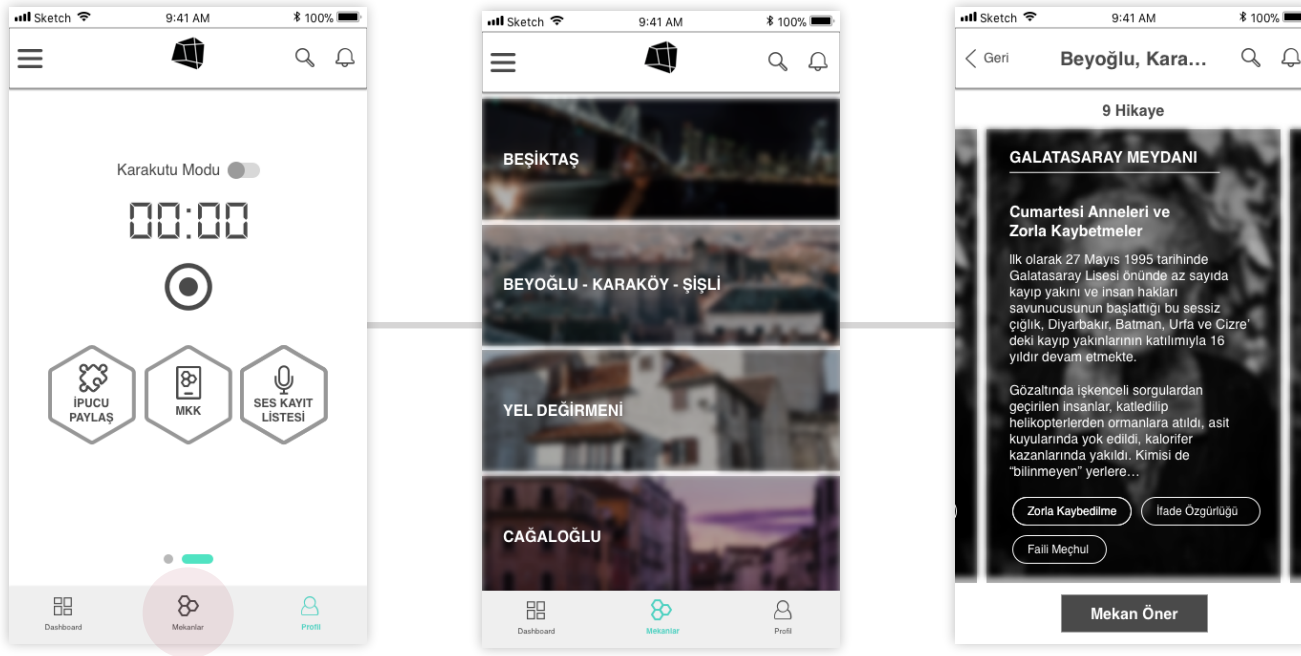 Sketch 9:41 AM 100%
Karakutu Modu
00:00
İPUCU
PAYLAŞ
MKK
SES KAYIT
LİSTESİ
Dashboard
Mekanlar
Profil
Sketch 9:41 AM 100%
BEŞİKTAŞ
BEYOĞLU - KARAKÖY - ŞİŞLİ
YEL DEĞİRMENİ
CAĞALOĞLU
Dashboard
Mekanlar
Profil
Sketch 9:41 AM 100%
Geri
Beyoğlu, Kara...
9 Hikaye
GALATASARAY MEYDANI
Cumartesi Anneleri ve
Zorla Kaybetmeler
Ilk olarak 27 Mayıs 1995 tarihinde
Galatasaray Lisesi önünde az sayıda
kayıp yakını ve insan hakları
savunucusunun başlattığı bu sessiz
çığlık, Diyarbakır, Batman, Urfa ve Cizre'
deki kayıp yakınlarının katılımıyla 16
yıldır devam etmekte.
Gözaltında işkenceli sorgulardan
geçirilen insanlar, katledilip
helikopterlerden ormanlara atıldı, asit
kuyularında yok edildi, kalorifer
kazanlarında yakıldı. Kimisi de
“bilinmeyen” yerlere…
Zorla Kaybedilme
İfade Özgürlüğü
Faili Meçhul
Mekan Öner